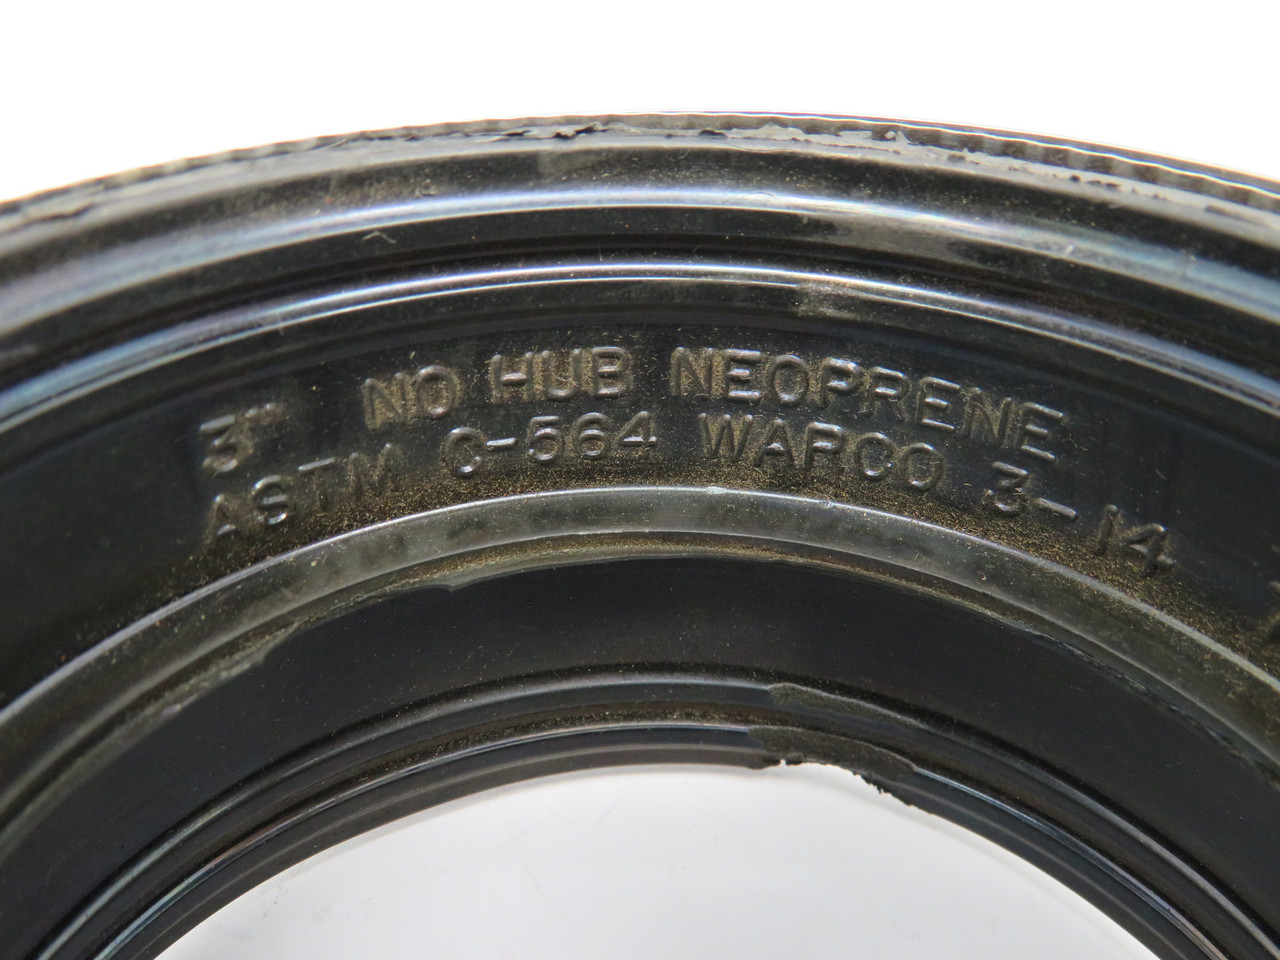 3" NO HUB NEOPRENE
ASTM C-564 WARCO 3-14